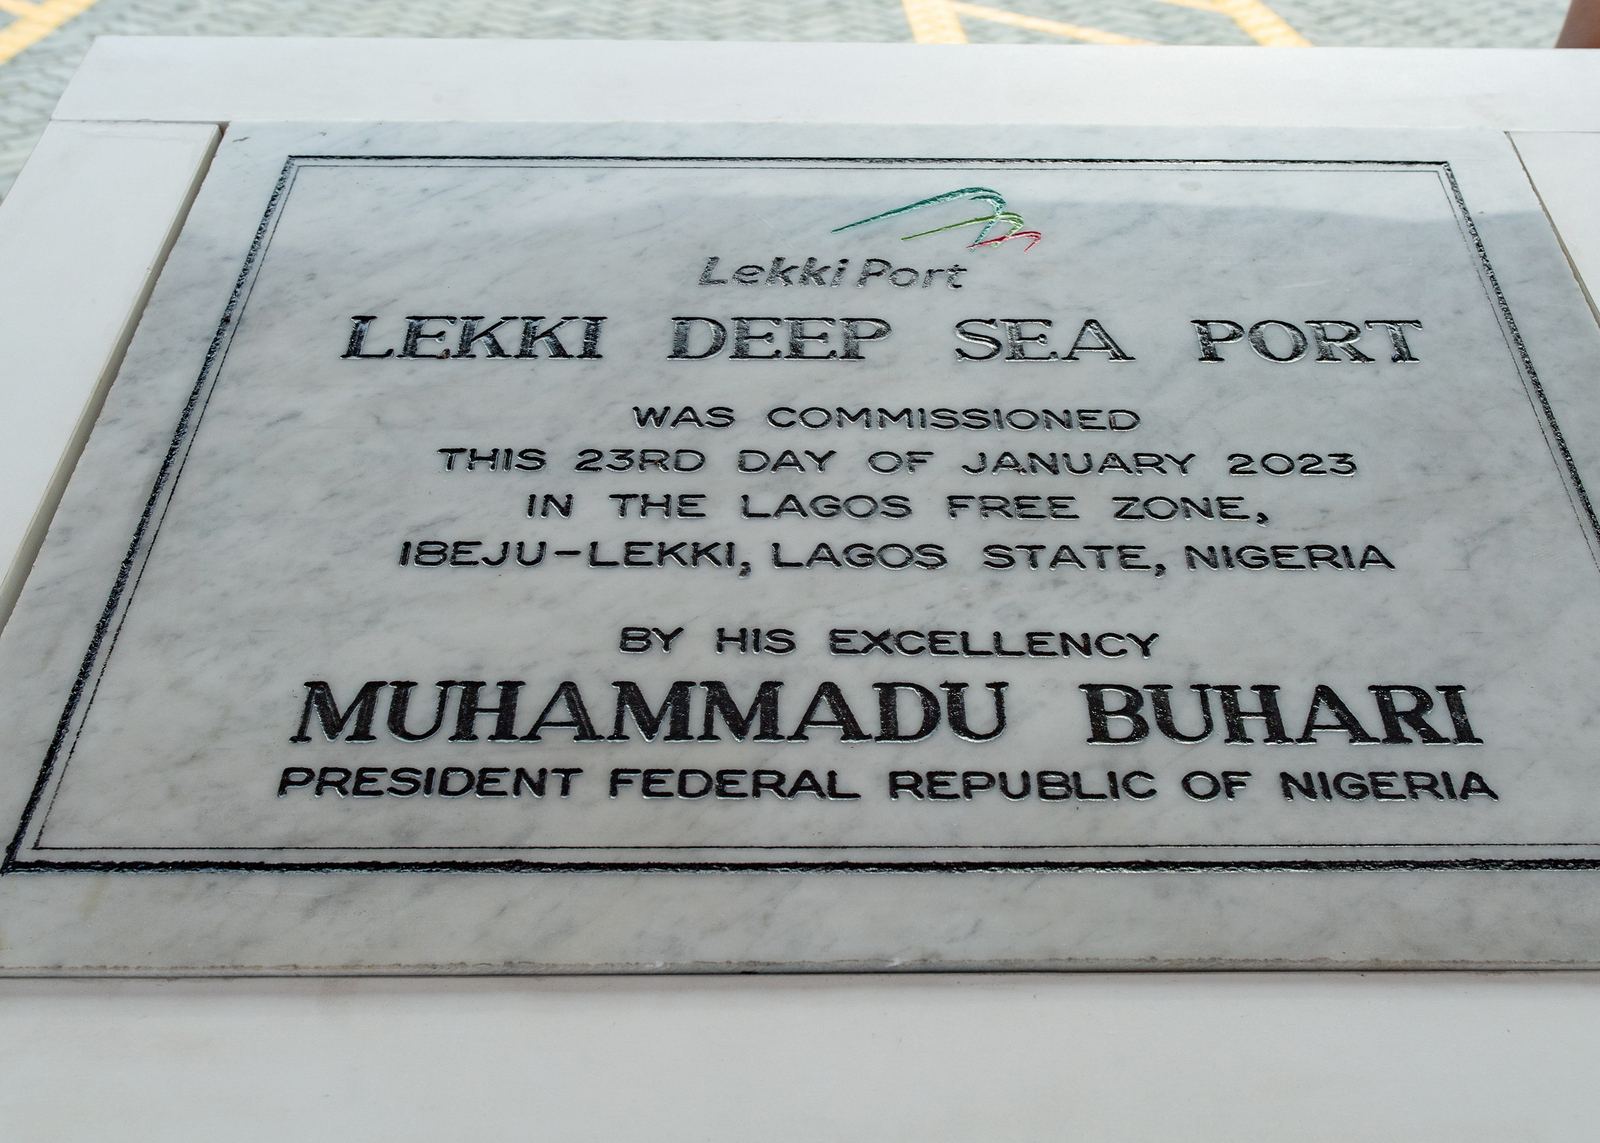 Lekki Port
LEKKI DEEP SEA PORT
WAS COMMISSIONED
THIS 23RD DAY OF JANUARY 2023
IN THE LAGOS FREE ZONE,
IBEJU-LEKKI, LAGOS STATE, NIGERIA
BY HIS EXCELLENCY
MUHAMMADU BUHARI
PRESIDENT FEDERAL REPUBLIC OF NIGERIA